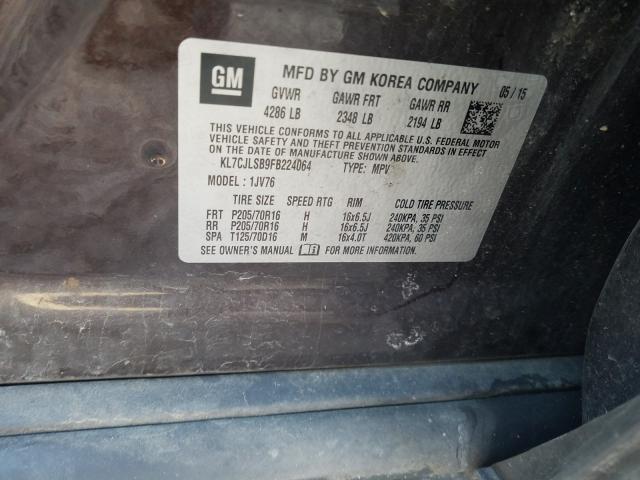 GM
MFD BY GM KOREA COMPANY 05/15
GVWR GAWR FRT GAWR RR
4286 LB 2348 LB 2194 LB
THIS VEHICLE CONFORMS TO ALL APPLICABLE U.S. FEDERAL MOTOR
VEHICLE SAFETY AND THEFT PREVENTION STANDARDS IN EFFECT ON
THE DATE OF MANUFACTURE SHOWN ABOVE.
KL7CJLSB9FB224064 TYPE: MPV
MODEL: 1JV76
TIRE SIZE SPEED RTG RIM COLD TIRE PRESSURE
FRT P205/70R16 H 16x6.5J 240KPA, 35 PSI
RR P205/70R16 H 16x6.5J 240KPA, 35 PSI
SPA T125/70D16 M 16x4.0T 420KPA, 60 PSI
SEE OWNER'S MANUAL FOR MORE INFORMATION.